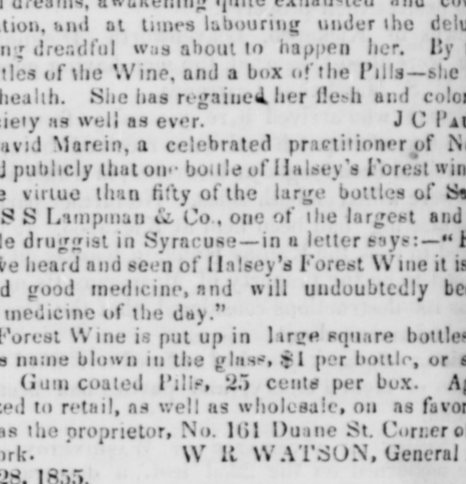 dreams, awakening quite exhausted and
ation, and at times labouring under the
ng dreadful was about to happen her. By
tles of the Wine, and a box of the Pills—she
health. She has regained her flesh and
iety as well as ever. J C
avid Marein, a celebrated practitioner of
publicly that one bottle of Halsey's Forest
e virtue than fifty of the large bottles of
S S Lampman & Co., one of the largest and
le druggist in Syracuse—in a letter says:—"
ve heard and seen of Halsey's Forest Wine it is
d good medicine, and will undoubtedly be
medicine of the day."
Forest Wine is put up in large square bottles
s name blown in the glass, $1 per bottle, or
Gum coated Pills, 25 cents per box.
ed to retail, as well as wholesale, on as favor
as the proprietor, No. 161 Duane St. Corner o
ork. W R WATSON, General
28, 1855.